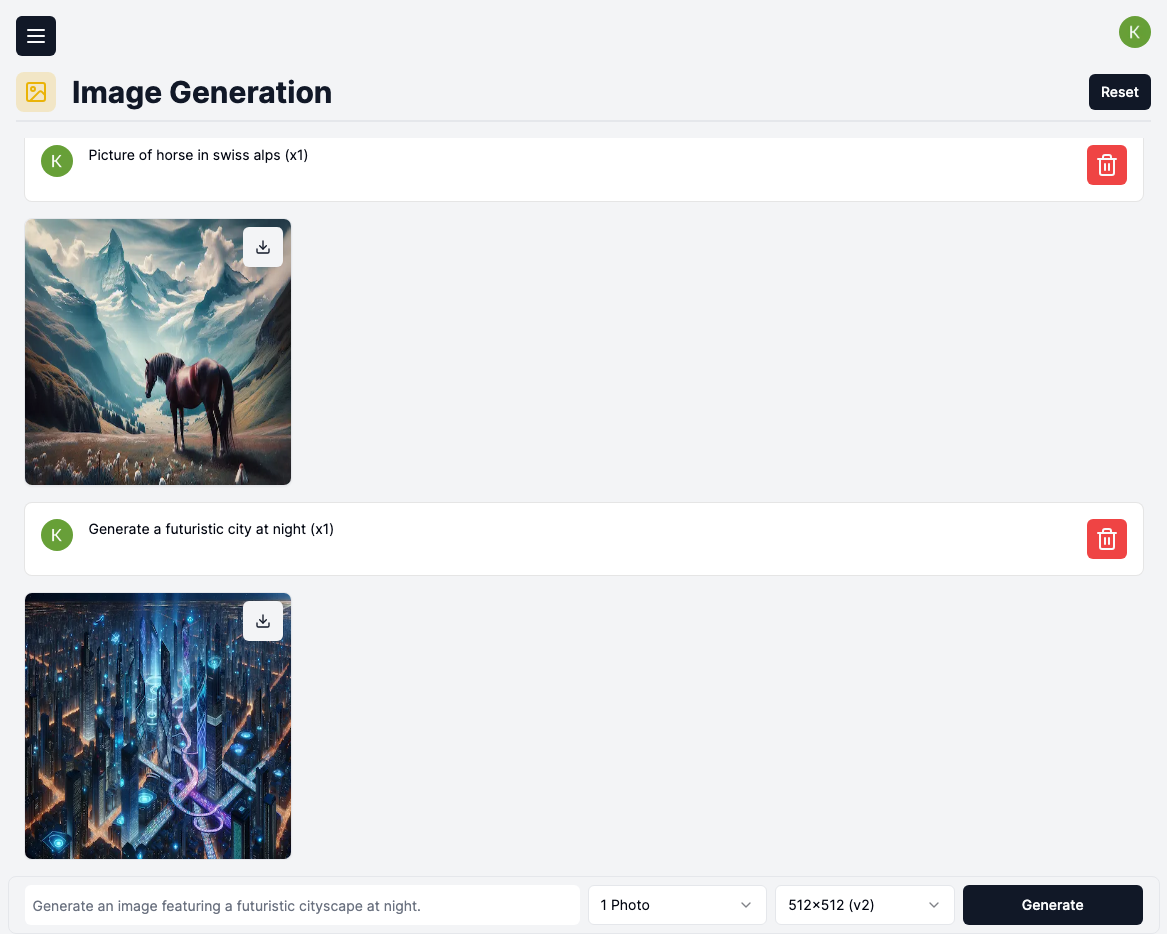 K
Image Generation
Reset
K
Picture of horse in swiss alps (x1)
K
Generate a futuristic city at night (x1)
Generate an image featuring a futuristic cityscape at night.
1 Photo
512×512 (v2)
Generate